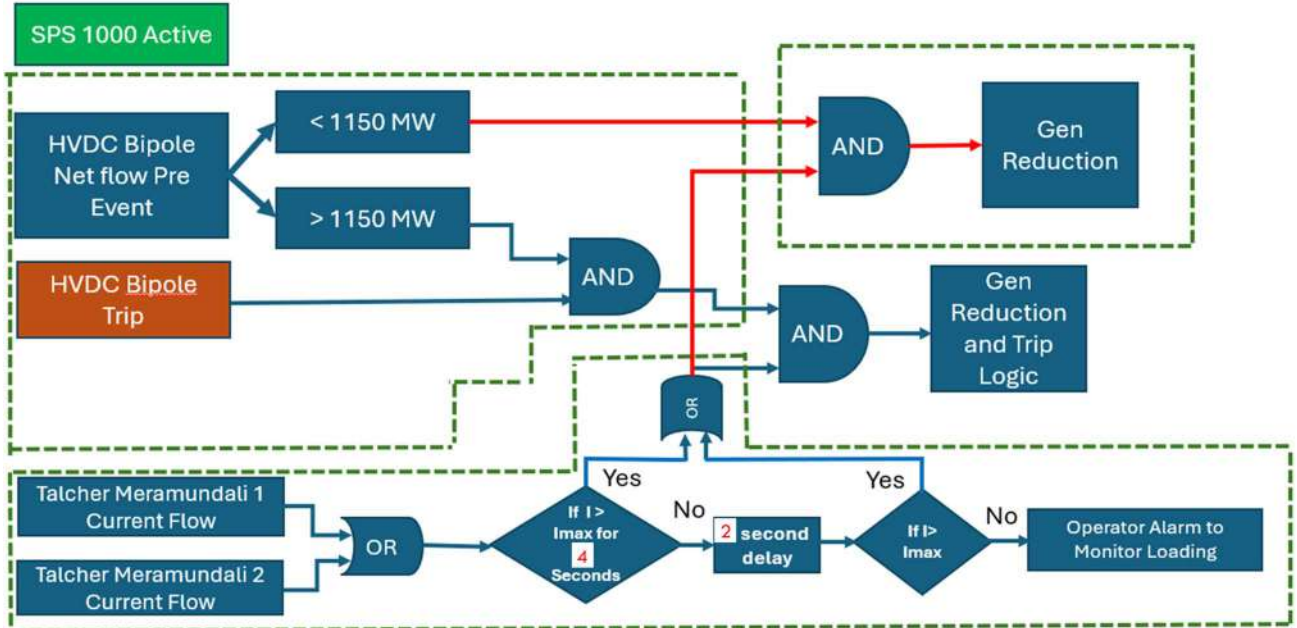 SPS 1000 Active
HVDC Bipole
Net flow Pre
Event
< 1150 MW
> 1150 MW
HVDC Bipole
Trip
AND
AND
Gen
Reduction
AND
Gen
Reduction
and Trip
Logic
OR
Talcher Meramundali 1
Current Flow
Talcher Meramundali 2
Current Flow
OR
If I >
Imax for
4
Seconds
Yes
No
2 second
delay
If I>
Imax
Yes
No
Operator Alarm to
Monitor Loading